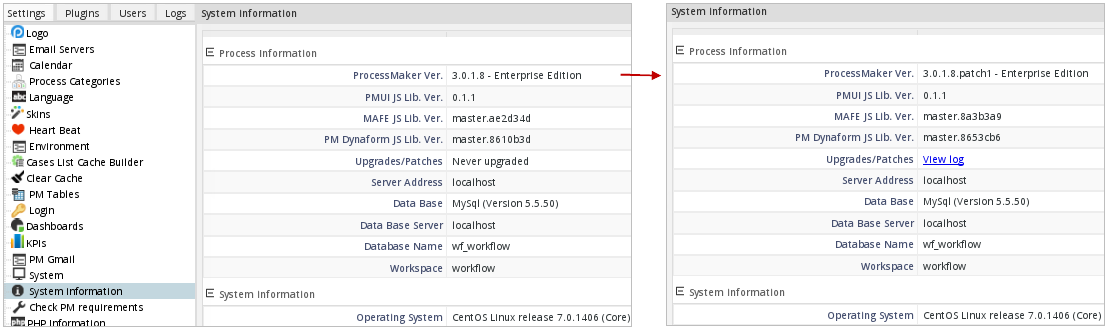 Settings Plugins Users Logs
Logo
Email Servers
Calendar
Process Categories
Language
Skins
Heart Beat
Environment
Cases List Cache Builder
Clear Cache
PM Tables
Login
Dashboards
KPIs
PM Gmail
System
System information
Check PM requirements
PHP Information
System Information
Process Information
ProcessMaker Ver. 3.0.1.8 - Enterprise Edition
PMUI JS Lib. Ver. 0.1.1
MAFE JS Lib. Ver. master.ae2d34d
PM Dynaform JS Lib. Ver. master.8610b3d
Upgrades/Patches Never upgraded
Server Address localhost
Data Base MySql (Version 5.5.50)
Data Base Server localhost
Database Name wf_workflow
Workspace workflow
System information
Operating System CentOS Linux release 7.0.1406 (Core)
System Information
Process Information
ProcessMaker Ver. 3.0.1.8.patch1 - Enterprise Edition
PMUI JS Lib. Ver. 0.1.1
MAFE JS Lib. Ver. master.8a3b3a9
PM Dynaform JS Lib. Ver. master.8653cb6
Upgrades/Patches View log
Server Address localhost
Data Base MySql (Version 5.5.50)
Data Base Server localhost
Database Name wf_workflow
Workspace workflow
System information
Operating System CentOS Linux release 7.0.1406 (Core)